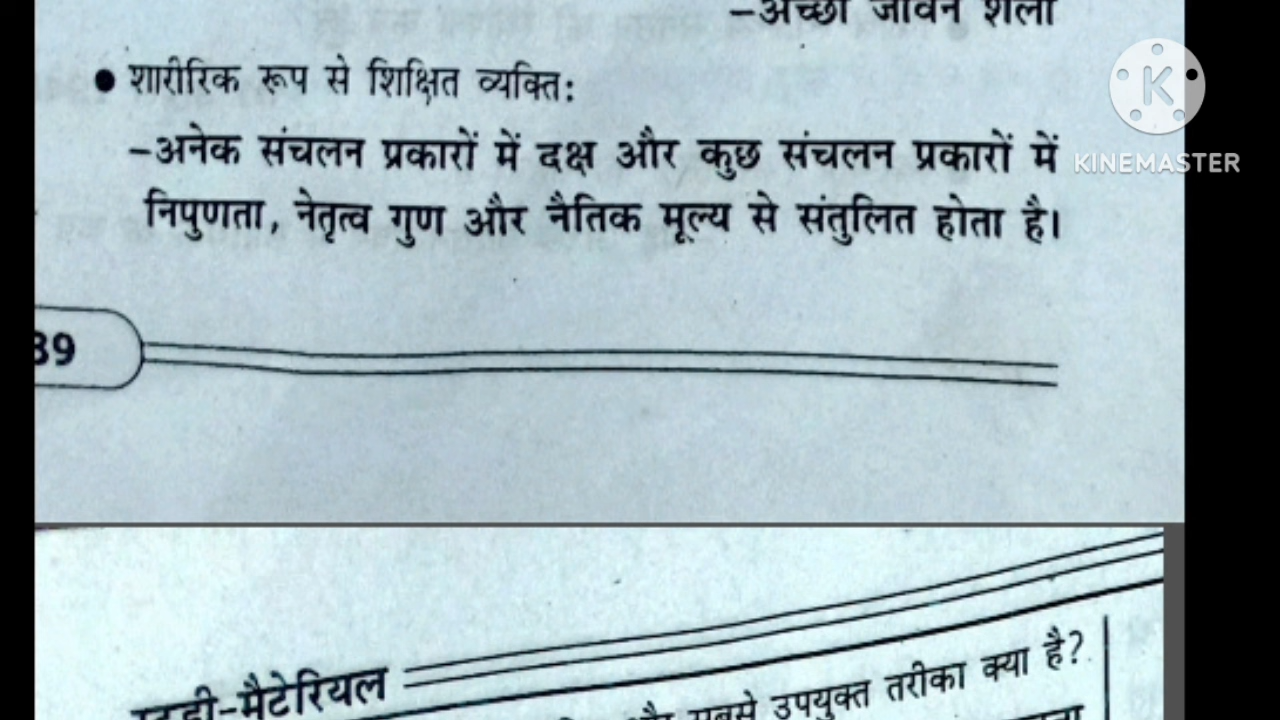 –अच्छी जीवन शैली
● शारीरिक रूप से शिक्षित व्यक्ति:
–अनेक संचलन प्रकारों में दक्ष और कुछ संचलन प्रकारों में
निपुणता, नेतृत्व गुण और नैतिक मूल्य से संतुलित होता है।
39
K
KINEMASTER
स्टडी-मैटेरियल
और सबसे उपयुक्त तरीका क्या है?